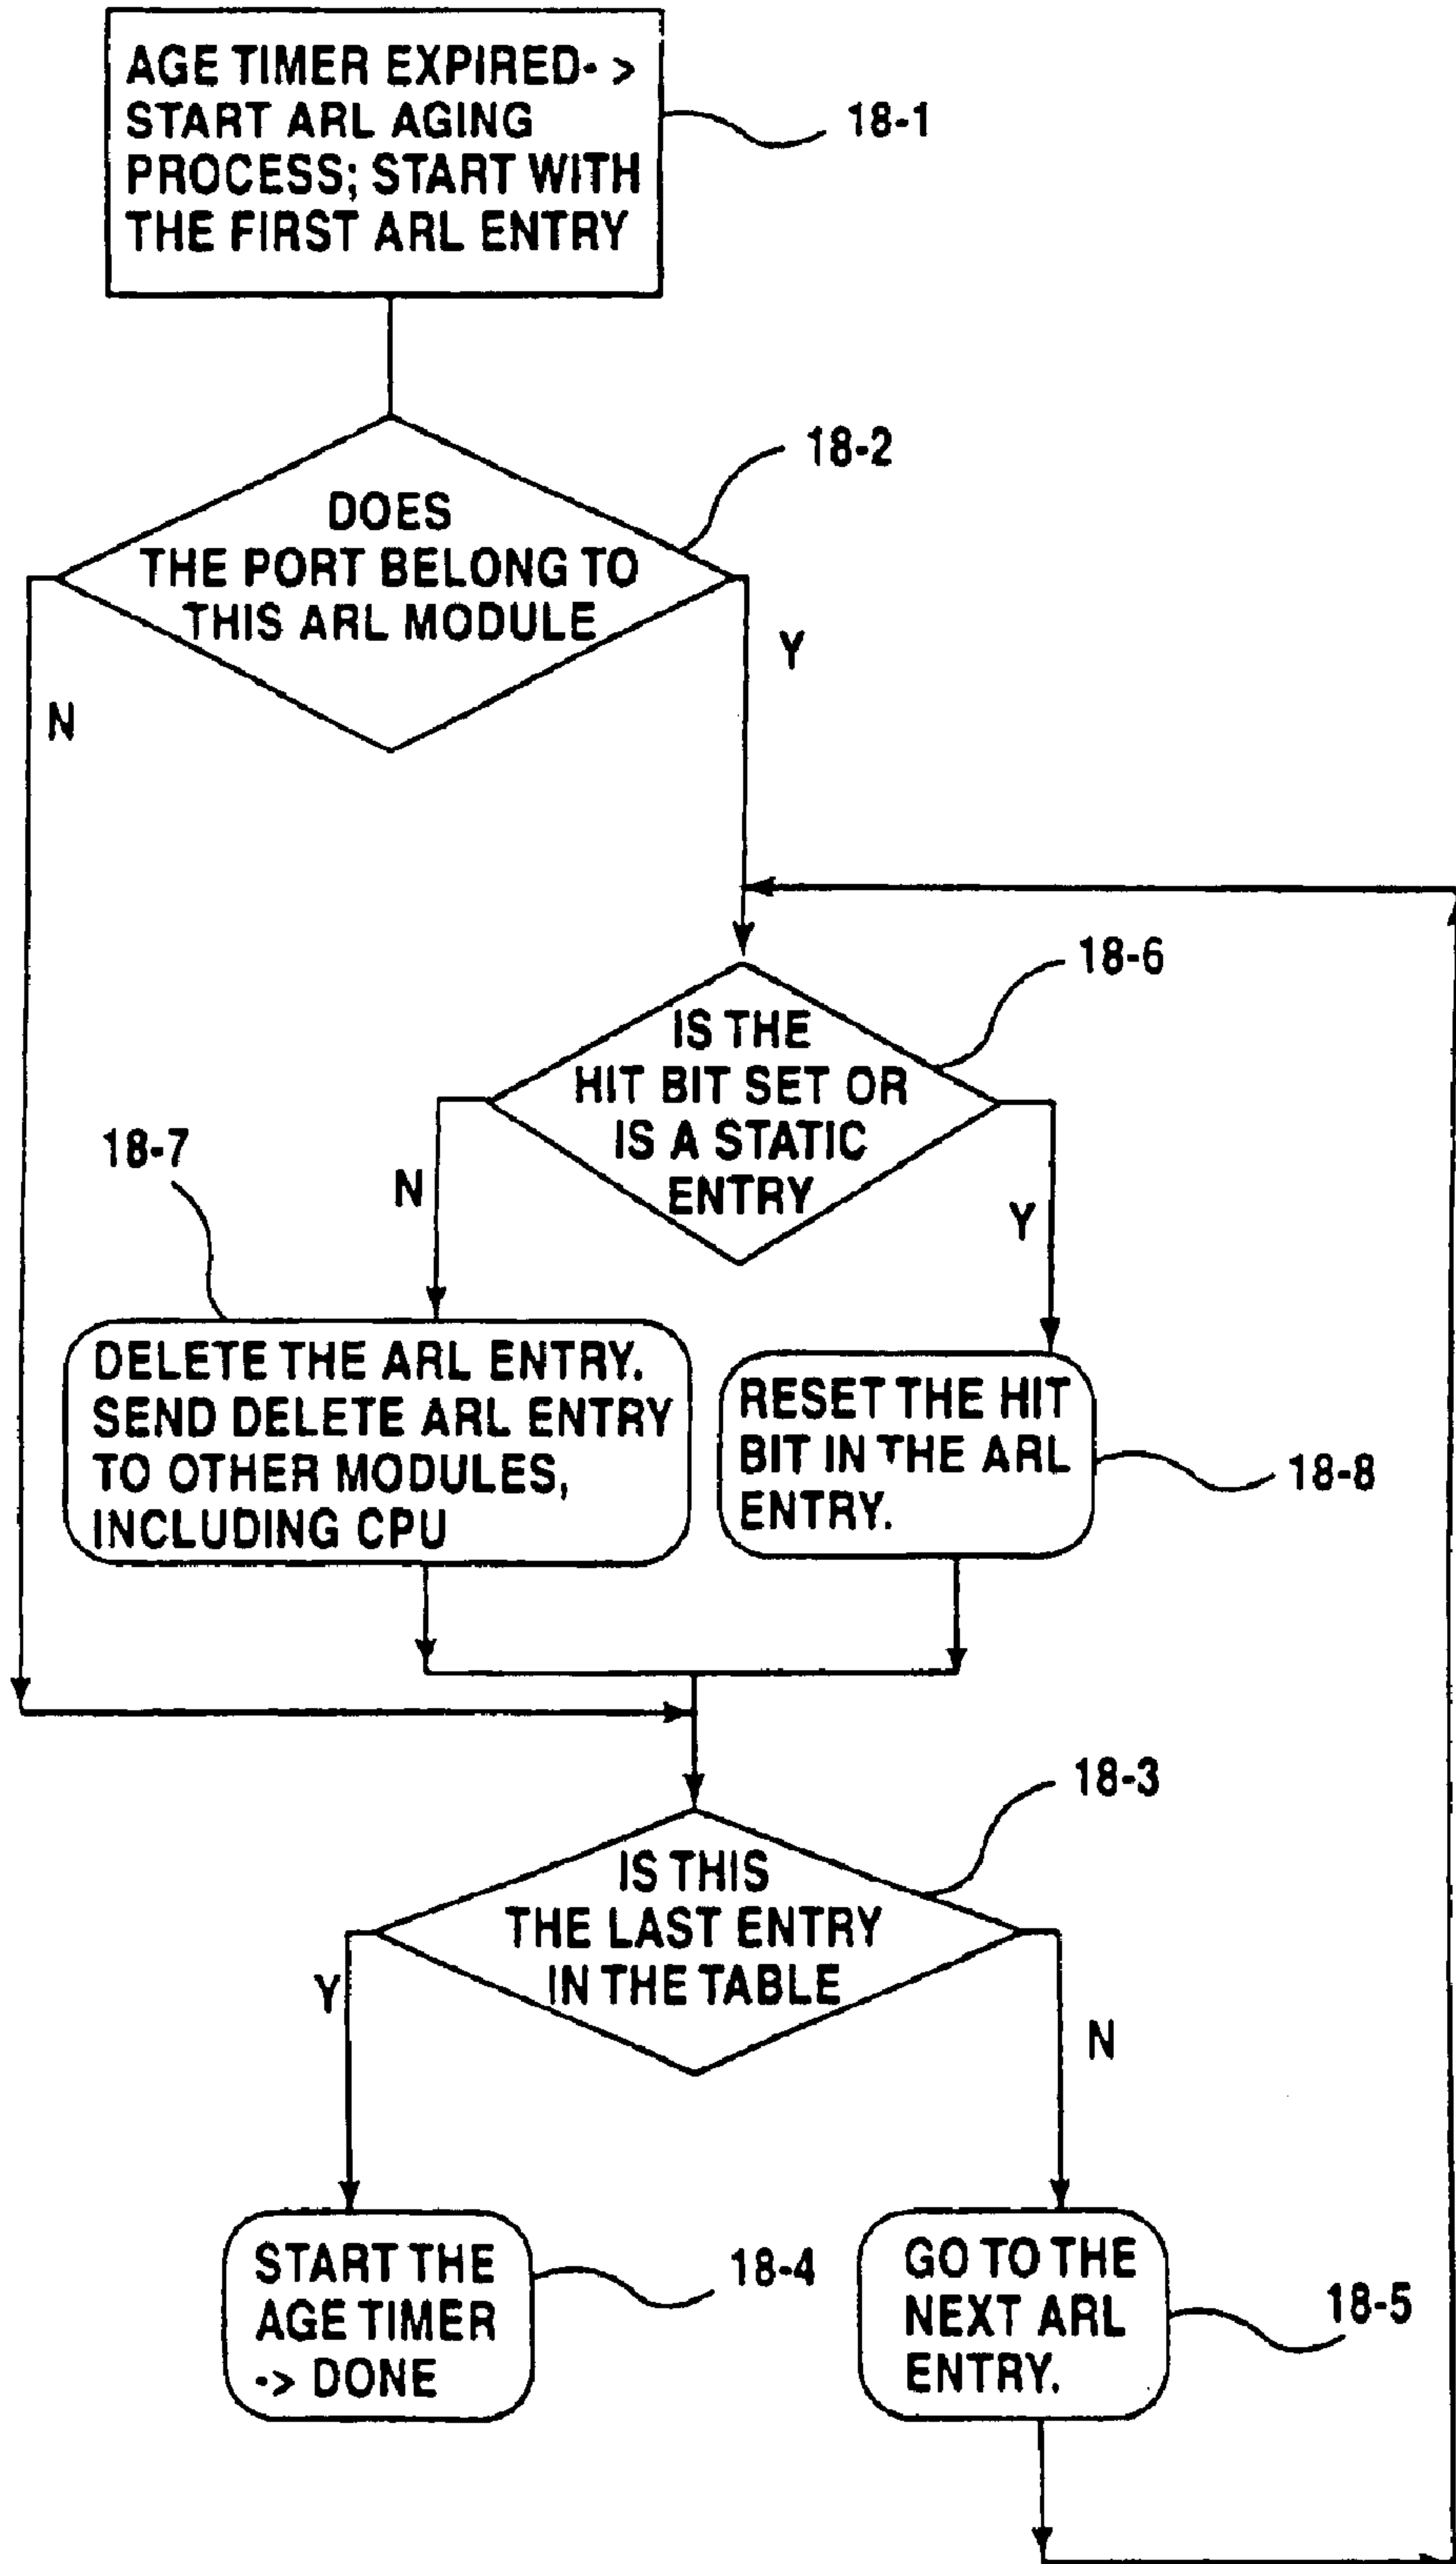 AGE TIMER EXPIRED- >
START ARL AGING
PROCESS; START WITH
THE FIRST ARL ENTRY
18-1
DOES
THE PORT BELONG TO
THIS ARL MODULE
18-2
N
Y
IS THE
HIT BIT SET OR
IS A STATIC
ENTRY
18-6
18-7
N
Y
DELETE THE ARL ENTRY.
SEND DELETE ARL ENTRY
TO OTHER MODULES,
INCLUDING CPU
RESET THE HIT
BIT IN THE ARL
ENTRY.
18-8
IS THIS
THE LAST ENTRY
IN THE TABLE
18-3
Y
N
START THE
AGE TIMER
-> DONE
18-4
GO TO THE
NEXT ARL
ENTRY.
18-5